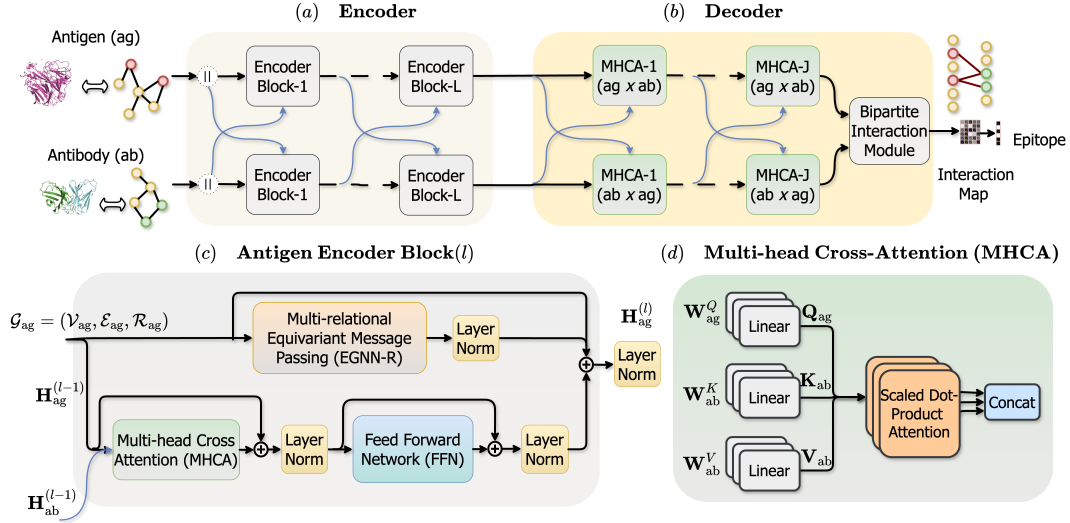 (a) Encoder
(b) Decoder
Antigen (ag)
||
Encoder
Block-1
Encoder
Block-L
MHCA-1
(ag x ab)
MHCA-J
(ag x ab)
Antibody (ab)
||
Encoder
Block-1
Encoder
Block-L
MHCA-1
(ab x ag)
MHCA-J
(ab x ag)
Bipartite
Interaction
Module
Epitope
Interaction
Map
(c) Antigen Encoder Block(l)
𝒢ag = (𝒱ag, ℰag, ℛag)
Multi-relational
Equivariant Message
Passing (EGNN-R)
Layer
Norm
H(l)ag
Layer
Norm
H(l−1)ag
Multi-head Cross
Attention (MHCA)
Layer
Norm
Feed Forward
Network (FFN)
Layer
Norm
H(l−1)ab
(d) Multi-head Cross-Attention (MHCA)
WQag
Linear
Qag
WKab
Linear
Kab
WVab
Linear
Vab
Scaled Dot-
Product
Attention
Concat